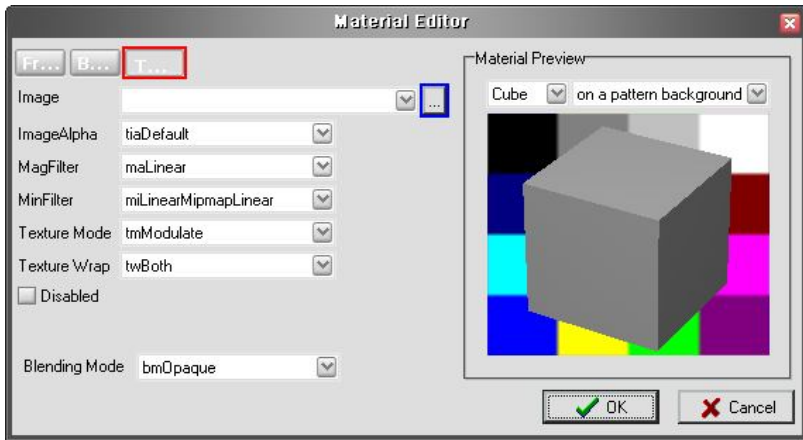 Material Editor
Fr... B... T...
Image ...
ImageAlpha tiaDefault
MagFilter maLinear
MinFilter miLinearMipmapLinear
Texture Mode tmModulate
Texture Wrap twBoth
Disabled
Blending Mode bmOpaque
Material Preview
Cube on a pattern background
OK Cancel